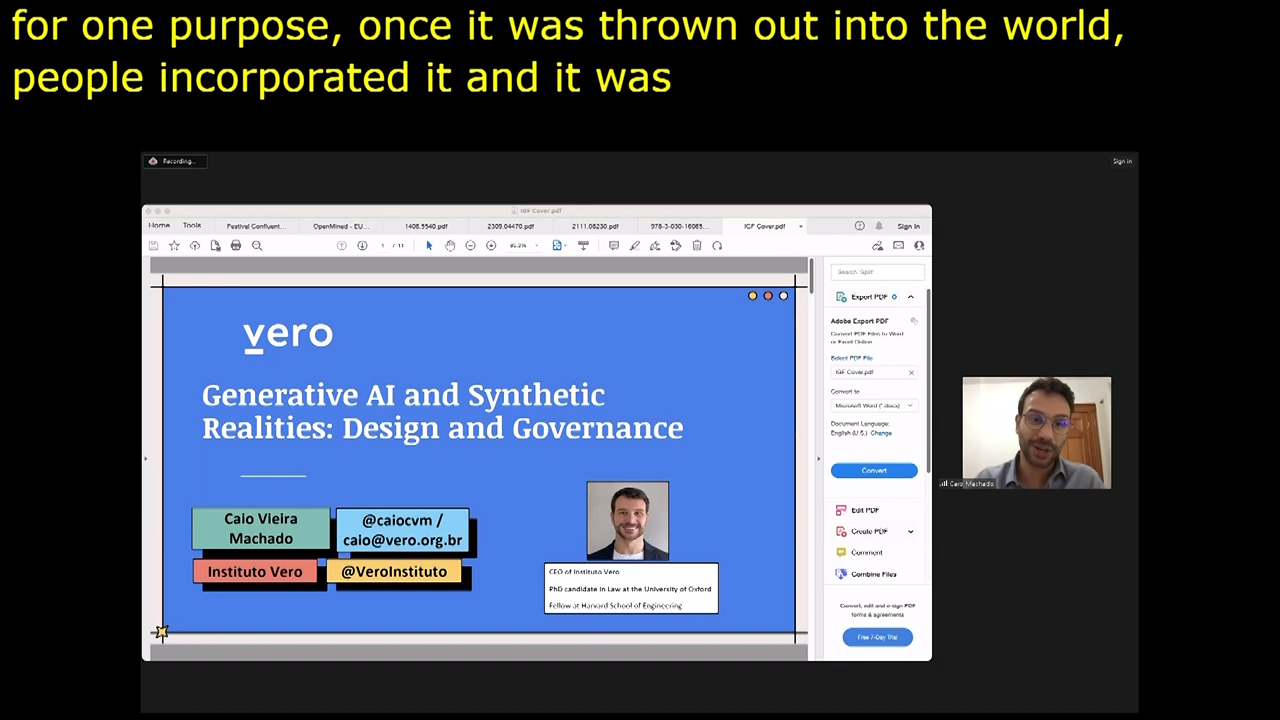 for one purpose, once it was thrown out into the world,
people incorporated it and it was
Recording...
Sign in
IGF Cover.pdf
Home Tools Festival Confluent... OpenMined - EU... 1406.5540.pdf 2309.04470.pdf 2111.06230.pdf 978-3-030-16065... IGF Cover.pdf Sign In
1 / 11
Search 'Split'
Export PDF
Adobe Export PDF
Convert PDF Files to Word
or Excel Online
Select PDF File
IGF Cover.pdf
Convert to
Microsoft Word (*.docx)
Document Language:
English (U.S.) Change
Convert
Edit PDF
Create PDF
Comment
Combine Files
Convert, edit and e-sign PDF
forms & agreements
Free 7-Day Trial
vero
Generative AI and Synthetic
Realities: Design and Governance
Caio Vieira
Machado
@caiocvm /
caio@vero.org.br
Instituto Vero
@VeroInstituto
CEO of Instituto Vero
PhD candidate in Law at the University of Oxford
Fellow at Harvard School of Engineering
Caio Machado